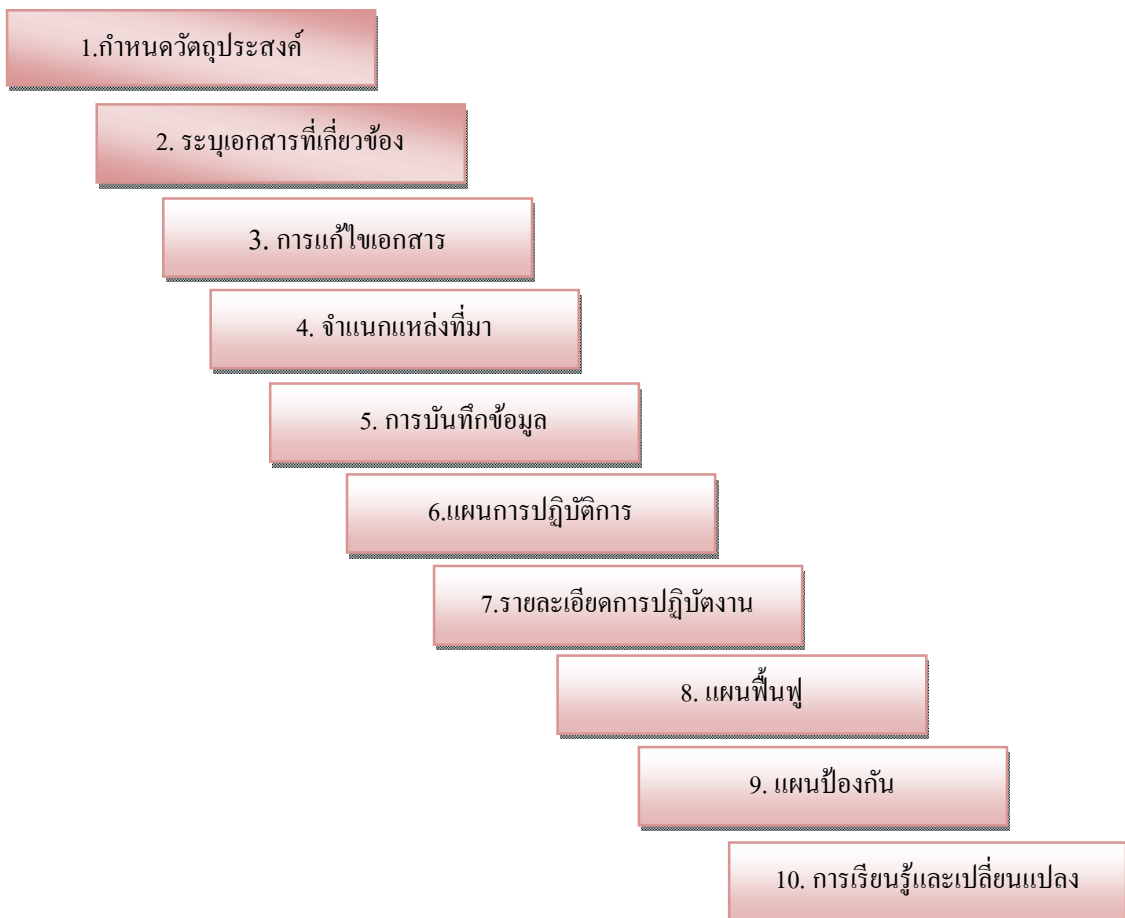 1.กำหนดวัตถุประสงค์
2. ระบุเอกสารที่เกี่ยวข้อง
3. การแก้ไขเอกสาร
4. จำแนกแหล่งที่มา
5. การบันทึกข้อมูล
6.แผนการปฏิบัติการ
7.รายละเอียดการปฏิบัตงาน
8. แผนฟื้นฟู
9. แผนป้องกัน
10. การเรียนรู้และเปลี่ยนแปลง